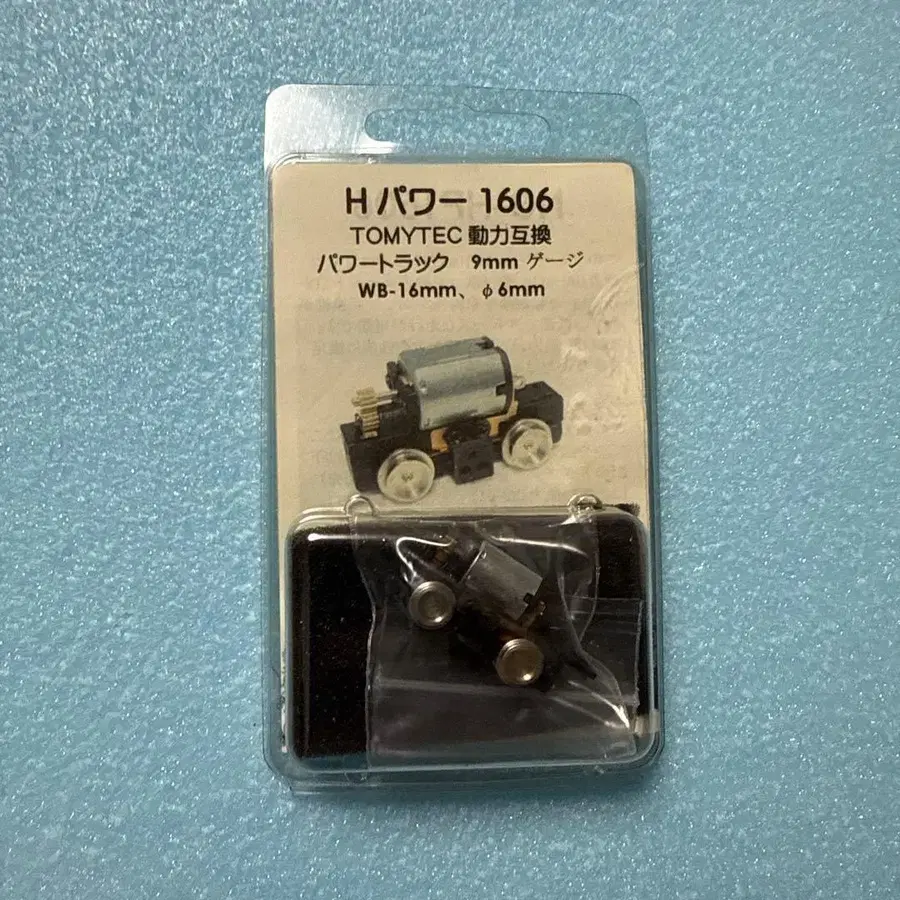 H パワー 1606
TOMYTEC 動力互換
パワートラック 9mm ゲージ
WB-16mm、φ6mm